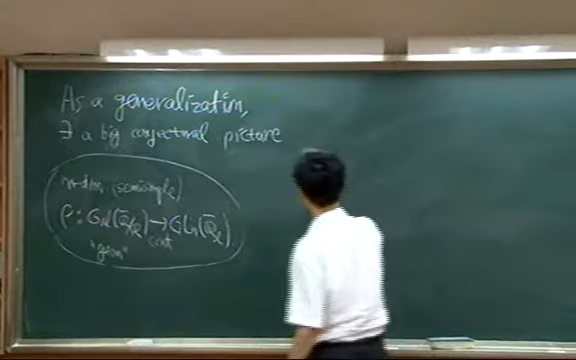 As a generalization,
∃ a big conjectural picture
n-dim. (semisimple)
ρ : Gal(Q̄/Q) → GL_n(Q̄_ℓ)
cont
"geom"